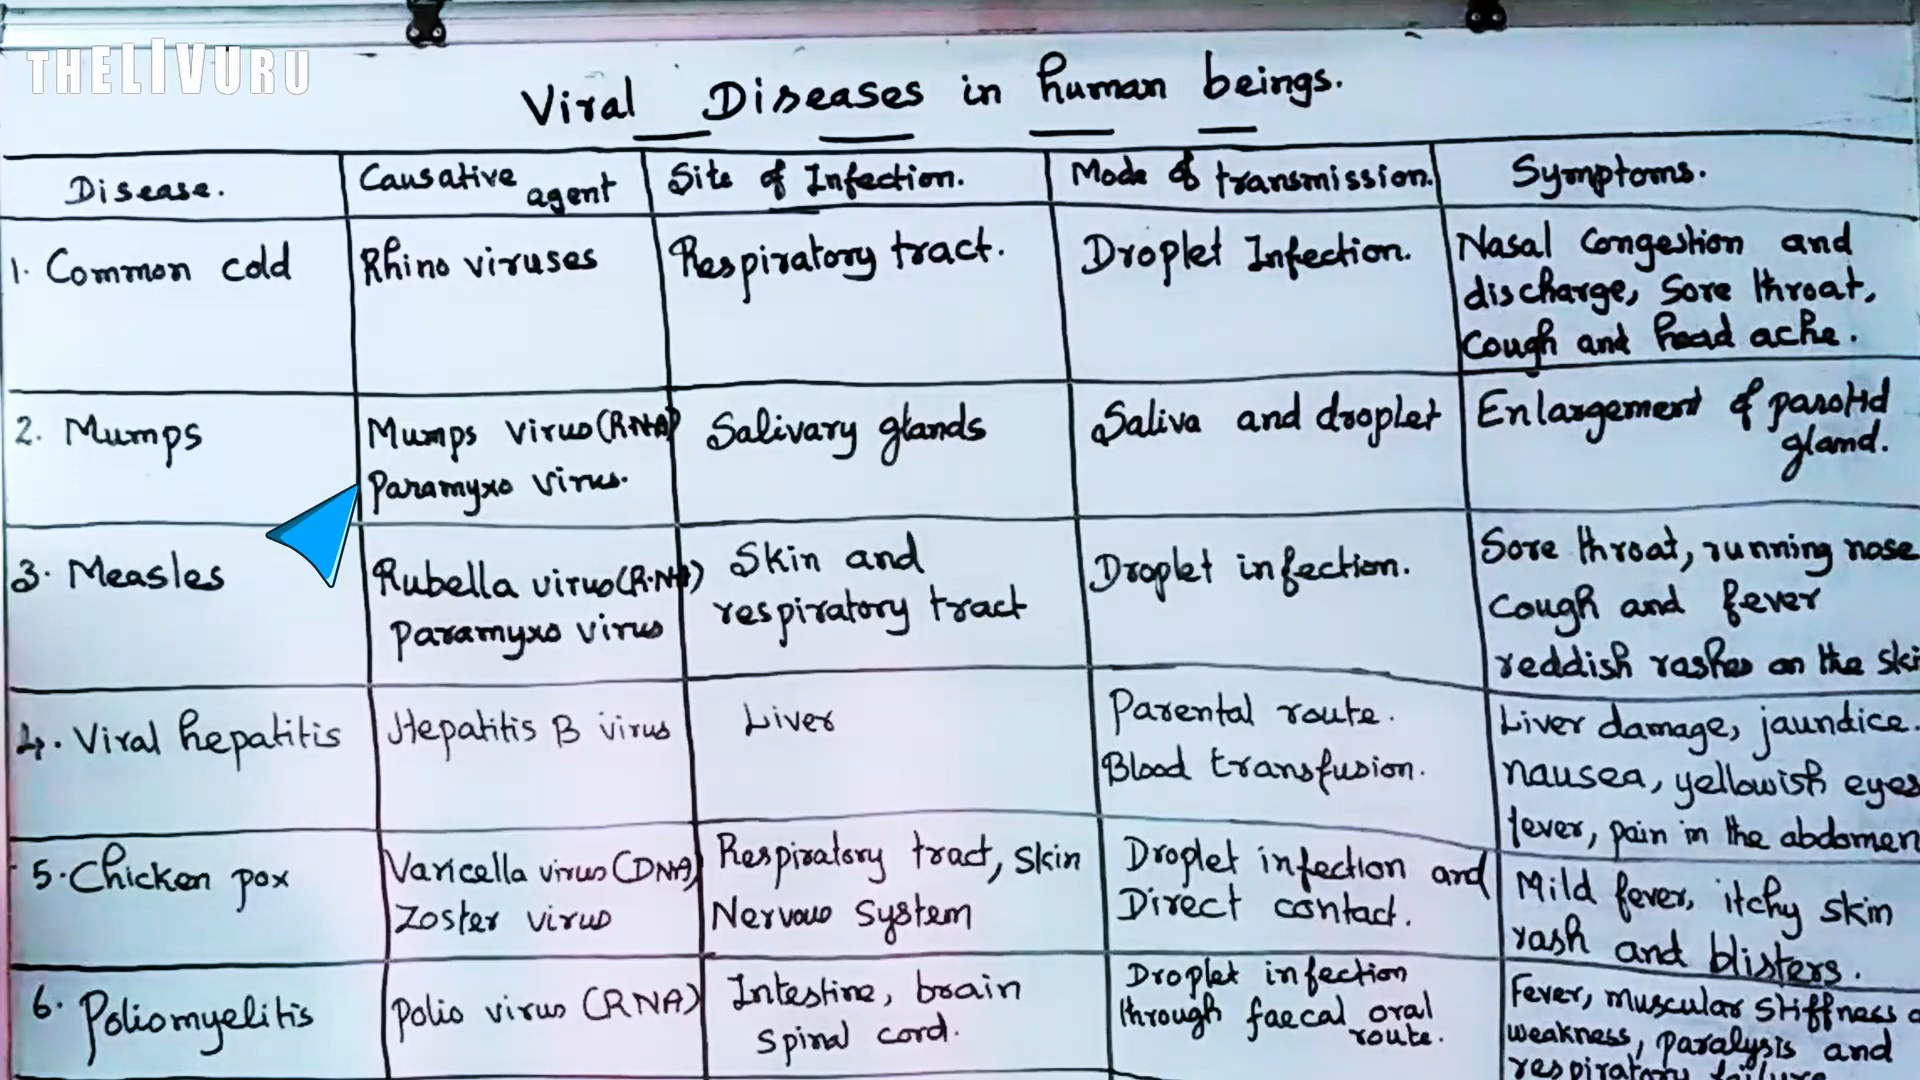 THELIVURU
Viral Diseases in human beings.
Disease.
Causative agent
Site of Infection.
Mode of transmission.
Symptoms.
1. Common cold
Rhino viruses
Respiratory tract.
Droplet Infection.
Nasal Congestion and
discharge, Sore throat,
Cough and head ache.
2. Mumps
Mumps virus (RNA)
Paramyxo virus.
Salivary glands
Saliva and droplet
Enlargement of parotid
gland.
3. Measles
Rubella virus (RNA)
Paramyxo virus
Skin and
respiratory tract
Droplet infection.
Sore throat, running nose
Cough and fever
reddish rashes on the ski
4. Viral hepatitis
Hepatitis B virus
Liver
Parental route.
Blood transfusion.
Liver damage, jaundice.
nausea, yellowish eyes
fever, pain in the abdomen
5. Chicken pox
Varicella virus (DNA)
Zoster virus
Respiratory tract, Skin
Nervous System
Droplet infection and
Direct contact.
Mild fever, itchy skin
rash and blisters.
6. Poliomyelitis
Polio virus (RNA)
Intestine, brain
spinal cord.
Droplet infection
through faecal oral
route.
Fever, muscular stiffness
weakness, paralysis and
respiratory failure